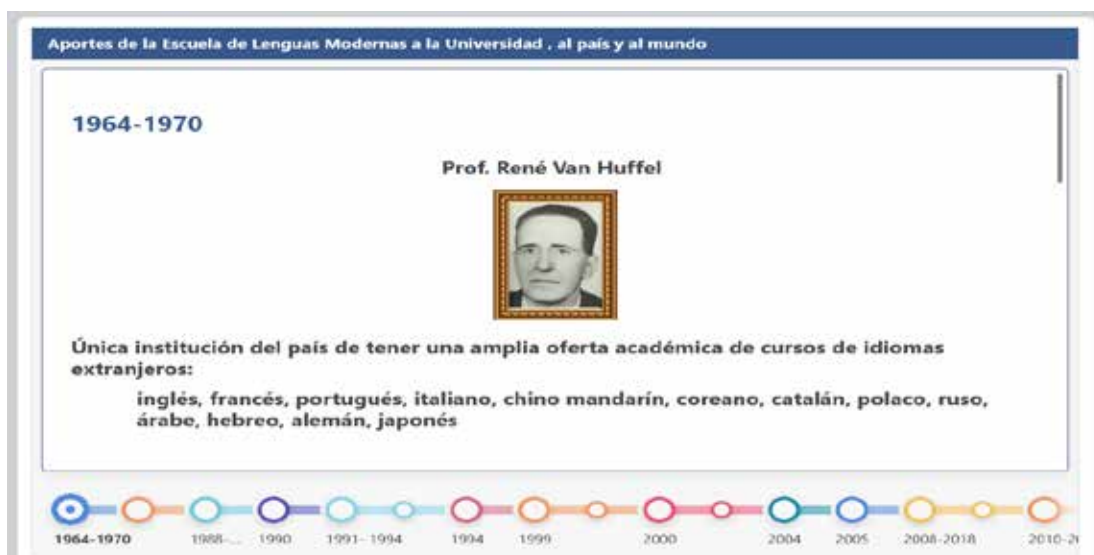 Aportes de la Escuela de Lenguas Modernas a la Universidad , al país y al mundo
1964-1970
Prof. René Van Huffel
Única institución del país de tener una amplia oferta académica de cursos de idiomas
extranjeros:
inglés, francés, portugués, italiano, chino mandarín, coreano, catalán, polaco, ruso,
árabe, hebreo, alemán, japonés
1964-1970 1988-... 1990 1991- 1994 1994 1999 2000 2004 2005 2008-2018 2010-2